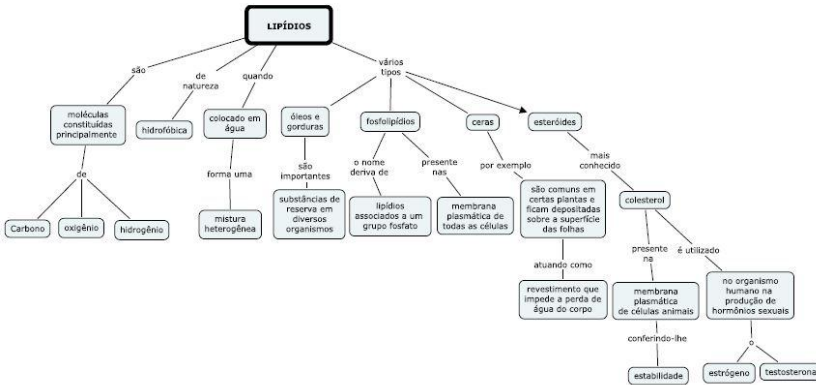 LIPÍDIOS
são
de
natureza
quando
vários
tipos
moléculas
constituídas
principalmente
hidrofóbica
colocado em
água
óleos e
gorduras
fosfolipídios
ceras
esteróides
de
forma uma
são
importantes
o nome
deriva de
presente
nas
por exemplo
mais
conhecido
Carbono
oxigênio
hidrogênio
mistura
heterogênea
substâncias
de reserva em
diversos
organismos
lipídios
associados a um
grupo fosfato
membrana
plasmática de
todas as células
são comuns em
certas plantas e
ficam depositadas
sobre a superfície
das folhas
colesterol
atuando como
presente
na
é utilizado
revestimento que
impede a perda de
água do corpo
membrana
plasmática
de células animais
no organismo
humano na
produção de
hormônios sexuais
conferindo-lhe
o
estabilidade
estrógeno
testosterona